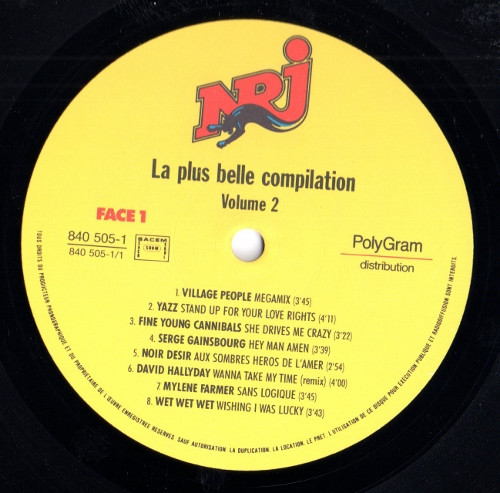 NRJ
La plus belle compilation
Volume 2
FACE 1
840 505-1
840 505-1/1
SACEM
PolyGram
distribution
1. VILLAGE PEOPLE MEGAMIX (3'45)
2. YAZZ STAND UP FOR YOUR LOVE RIGHTS (4'11)
3. FINE YOUNG CANNIBALS SHE DRIVES ME CRAZY (3'22)
4. SERGE GAINSBOURG HEY MAN AMEN (3'39)
5. NOIR DESIR AUX SOMBRES HEROS DE L'AMER (2'54)
6. DAVID HALLYDAY WANNA TAKE MY TIME (remix) (4'00)
7. MYLENE FARMER SANS LOGIQUE (3'45)
8. WET WET WET WISHING I WAS LUCKY (3'43)
TOUS DROITS DU PRODUCTEUR PHONOGRAPHIQUE ET DU PROPRIETAIRE DE L'ŒUVRE ENREGISTREE RESERVES. SAUF AUTORISATION. LA DUPLICATION. LA LOCATION. LE PRET. L'UTILISATION DE CE DISQUE POUR EXECUTION PUBLIQUE ET RADIODIFFUSION SONT INTERDITS.